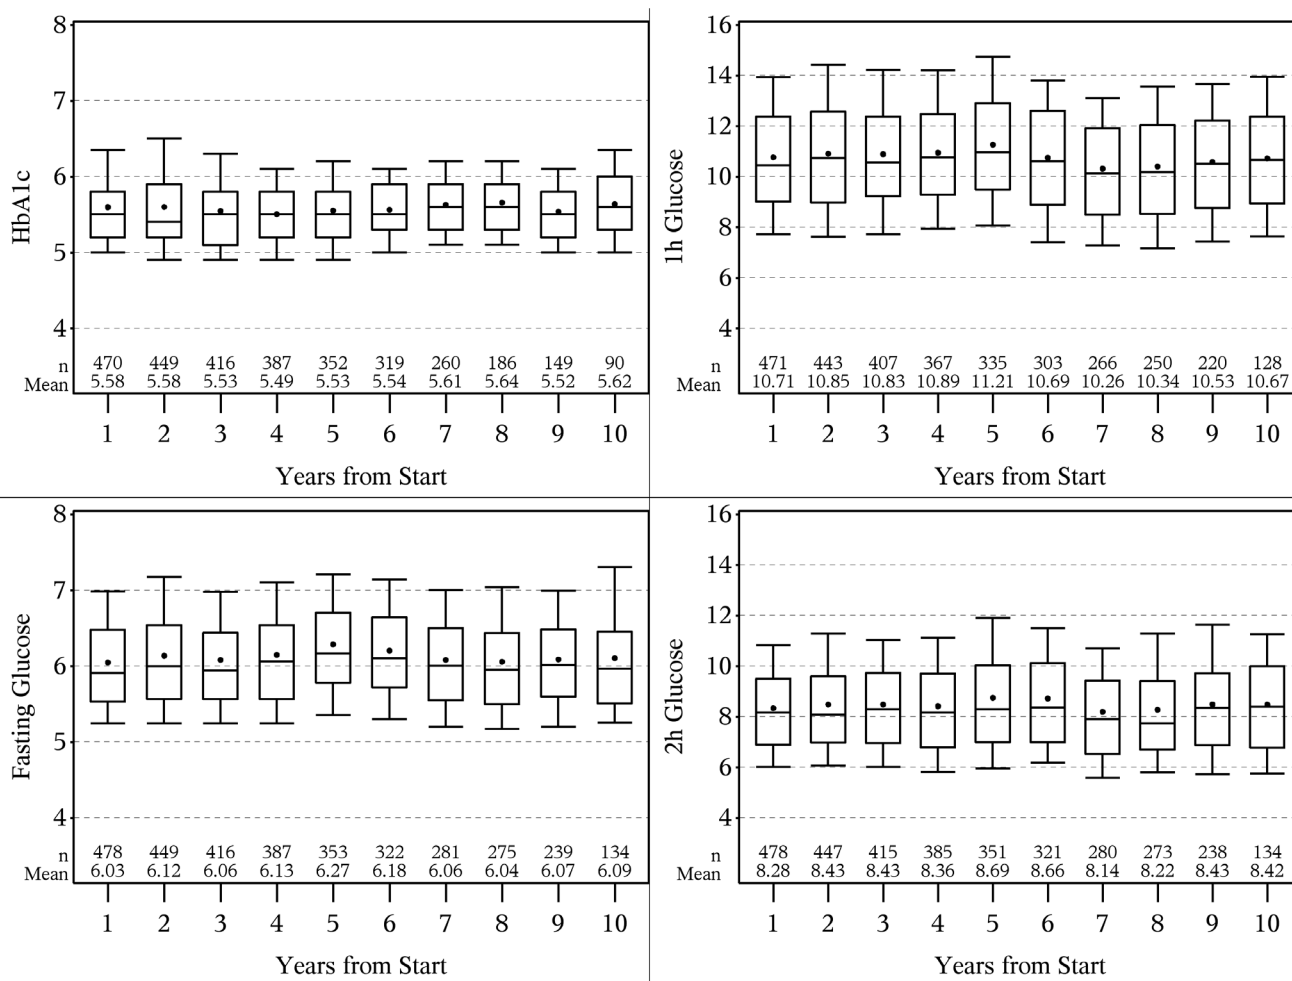 HbA1c
8
7
6
5
4
n 470 449 416 387 352 319 260 186 149 90
Mean 5.58 5.58 5.53 5.49 5.53 5.54 5.61 5.64 5.52 5.62
1 2 3 4 5 6 7 8 9 10
Years from Start
1h Glucose
16
14
12
10
8
6
4
n 471 443 407 367 335 303 266 250 220 128
Mean 10.71 10.85 10.83 10.89 11.21 10.69 10.26 10.34 10.53 10.67
1 2 3 4 5 6 7 8 9 10
Years from Start
Fasting Glucose
8
7
6
5
4
n 478 449 416 387 353 322 281 275 239 134
Mean 6.03 6.12 6.06 6.13 6.27 6.18 6.06 6.04 6.07 6.09
1 2 3 4 5 6 7 8 9 10
Years from Start
2h Glucose
16
14
12
10
8
6
4
n 478 447 415 385 351 321 280 273 238 134
Mean 8.28 8.43 8.43 8.36 8.69 8.66 8.14 8.22 8.43 8.42
1 2 3 4 5 6 7 8 9 10
Years from Start